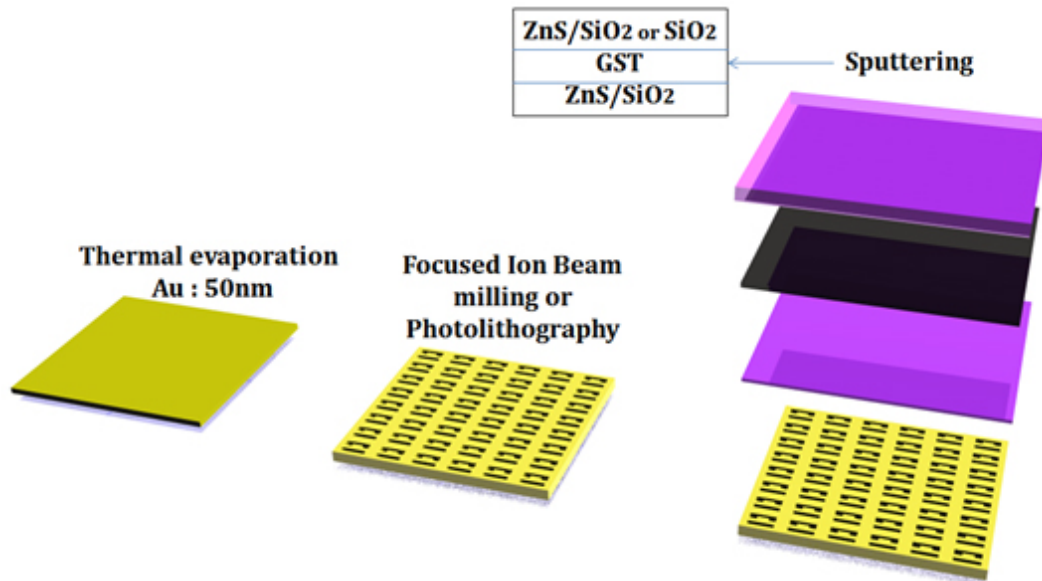 ZnS/SiO2 or SiO2
GST
ZnS/SiO2
Sputtering
Thermal evaporation
Au : 50nm
Focused Ion Beam
milling or
Photolithography